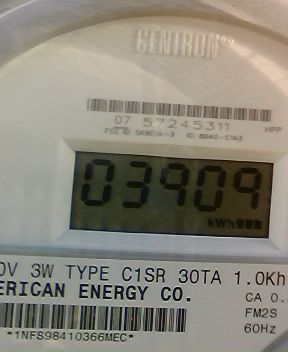 CENTRON
07 57245311
HPP
03909
kWh
0V 3W TYPE C1SR 30TA 1.0Kh
ERICAN ENERGY CO.
CA 0.
FM2S
60Hz
*1NFS98410366MEC*